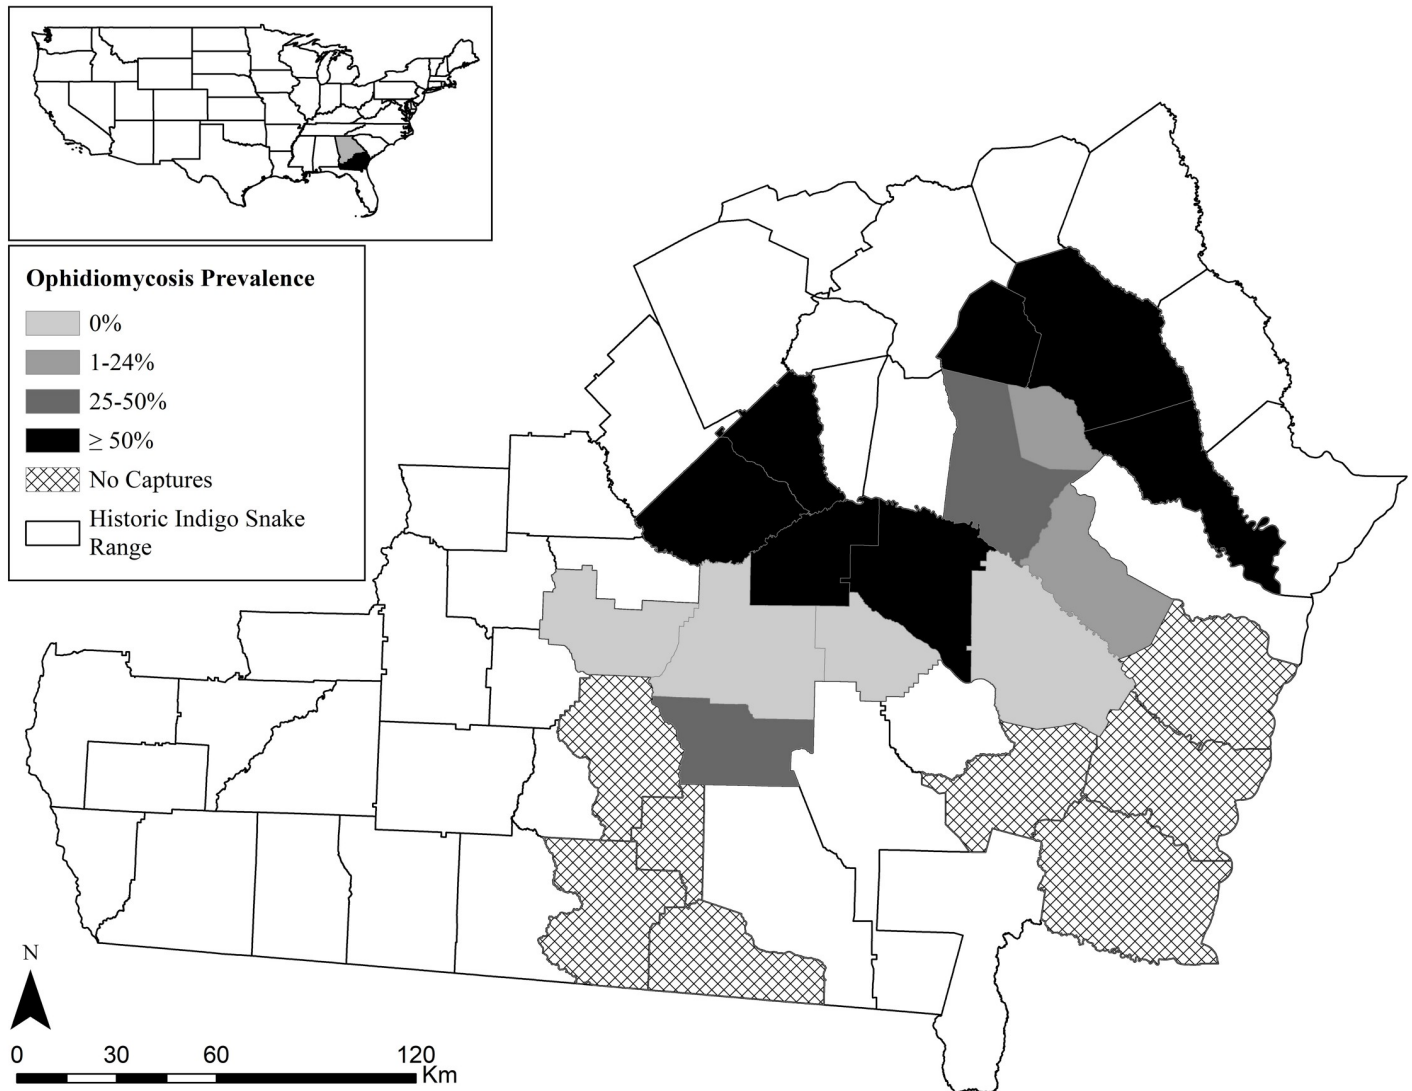 Ophidiomycosis Prevalence
0%
1-24%
25-50%
≥ 50%
No Captures
Historic Indigo Snake
Range
N
0 30 60 120
Km